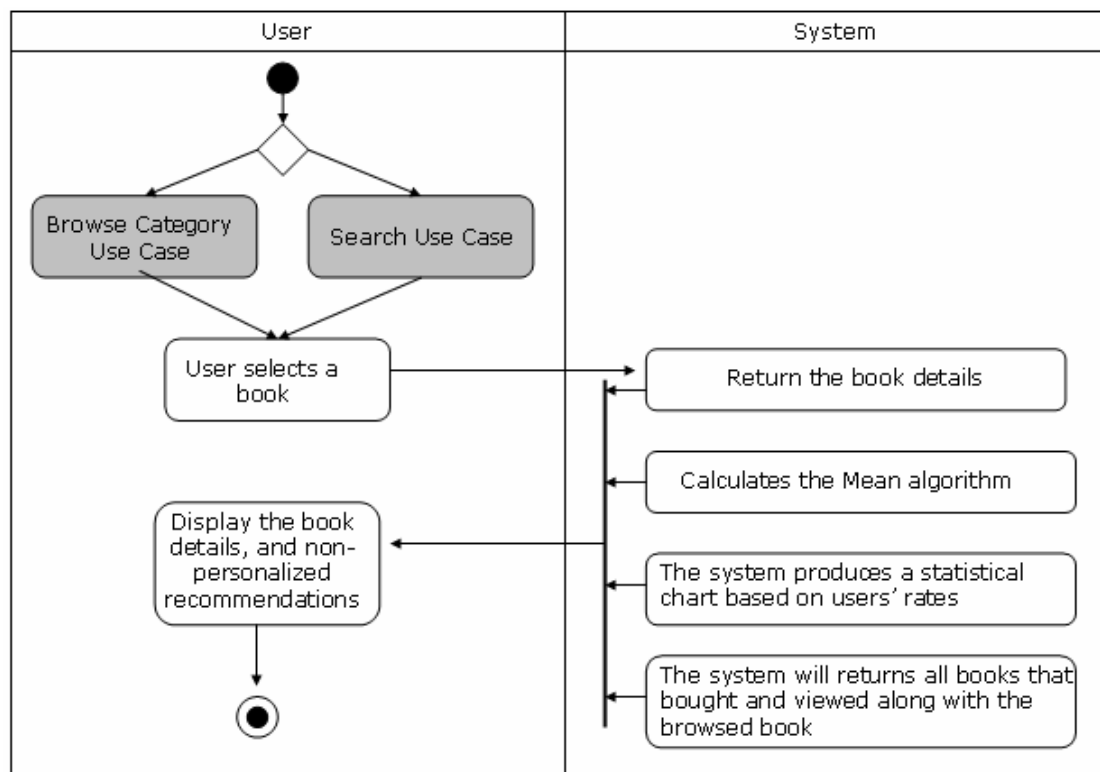 User
System
Browse Category
Use Case
Search Use Case
User selects a
book
Return the book details
Calculates the Mean algorithm
Display the book
details, and non-
personalized
recommendations
The system produces a statistical
chart based on users' rates
The system will returns all books that
bought and viewed along with the
browsed book